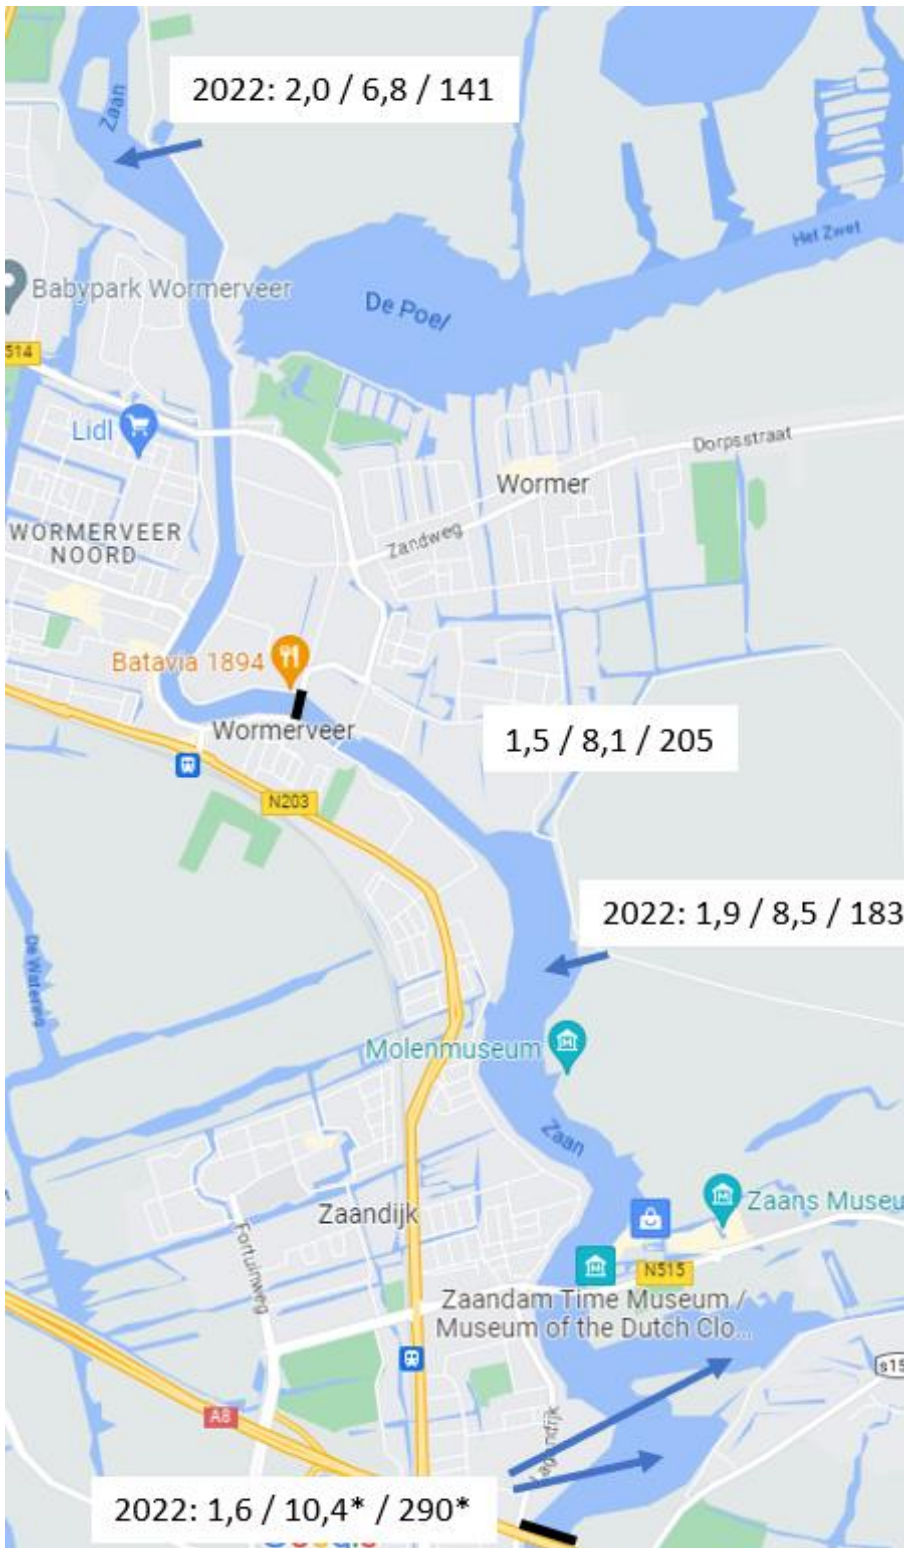 2022: 2,0 / 6,8 / 141
Zaan
Het Zwet
Babypark Wormerveer
De Poel
514
Lidl
Dorpsstraat
Wormer
WORMERVEER
NOORD
Zandweg
Batavia 1894
Wormerveer
1,5 / 8,1 / 205
N203
2022: 1,9 / 8,5 / 183
De Watering
Molenmuseum
Zaan
Zaans Museu
Zaandijk
Fortuinweg
N515
Zaandam Time Museum /
Museum of the Dutch Clo...
s15
A8
Lagendijk
2022: 1,6 / 10,4* / 290*